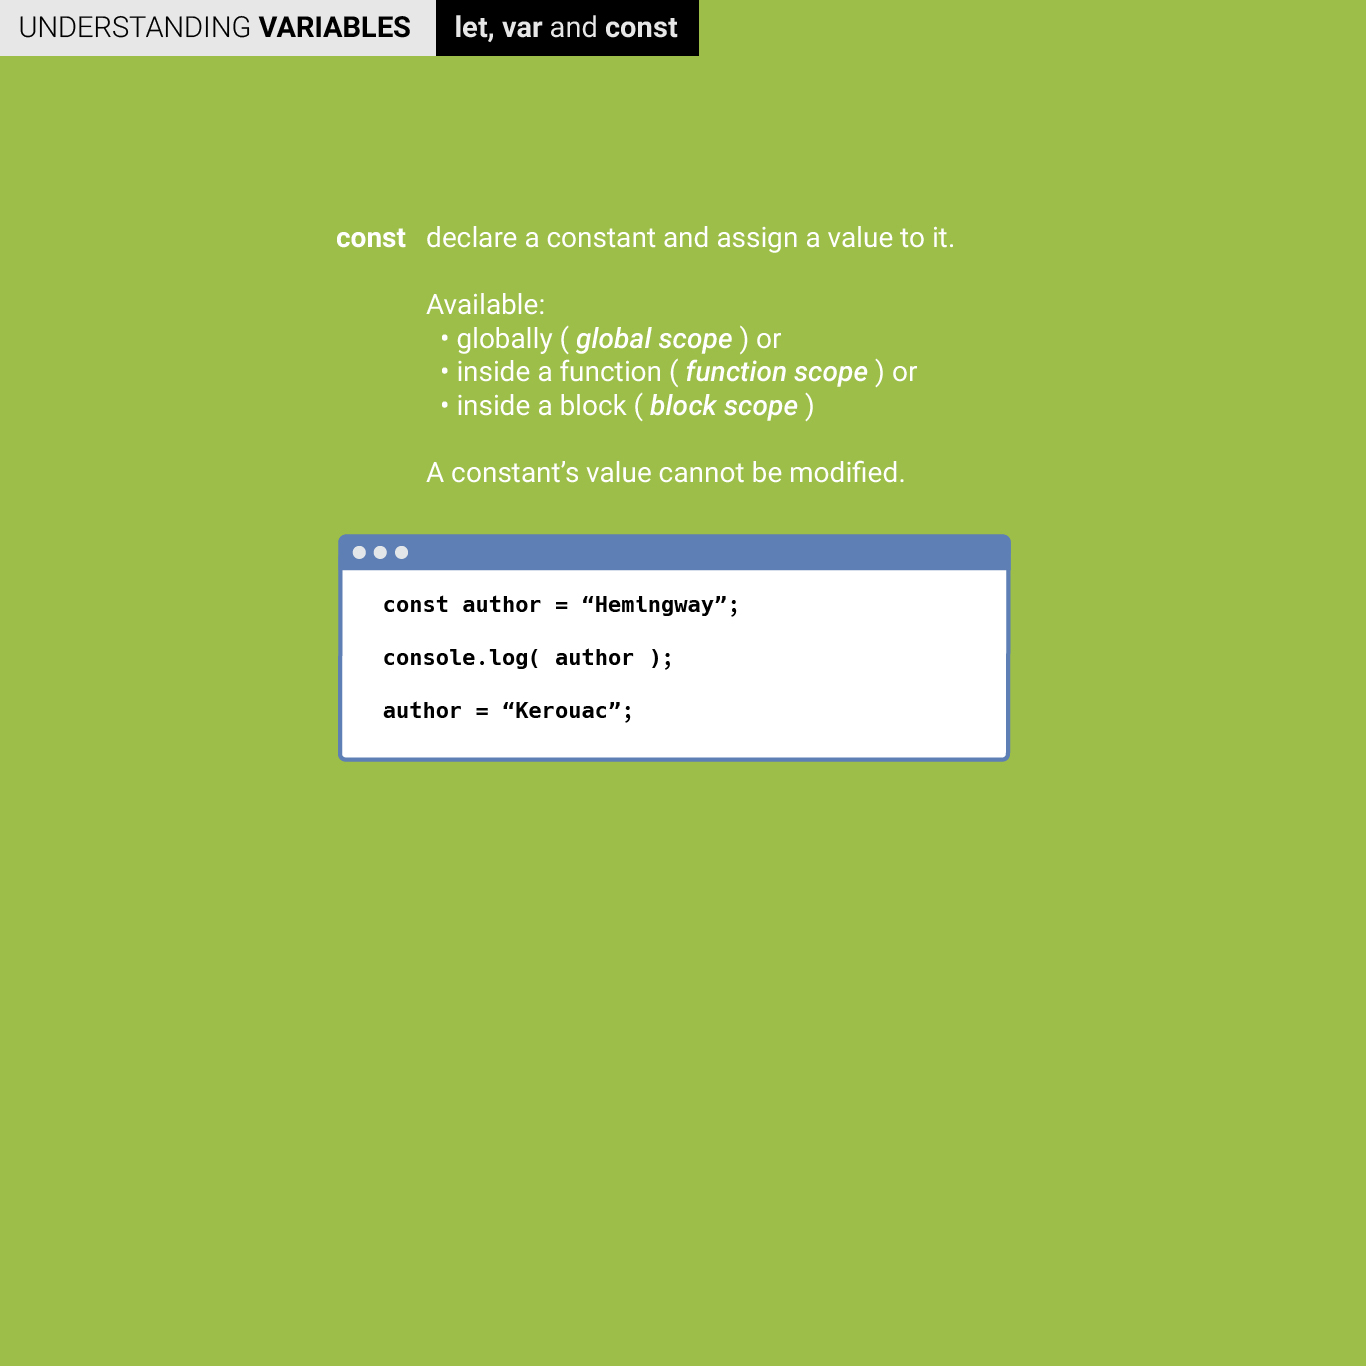 UNDERSTANDING VARIABLES let, var and const
const declare a constant and assign a value to it.
Available:
• globally ( global scope ) or
• inside a function ( function scope ) or
• inside a block ( block scope )
A constant’s value cannot be modified.
const author = “Hemingway”;
console.log( author );
author = “Kerouac”;